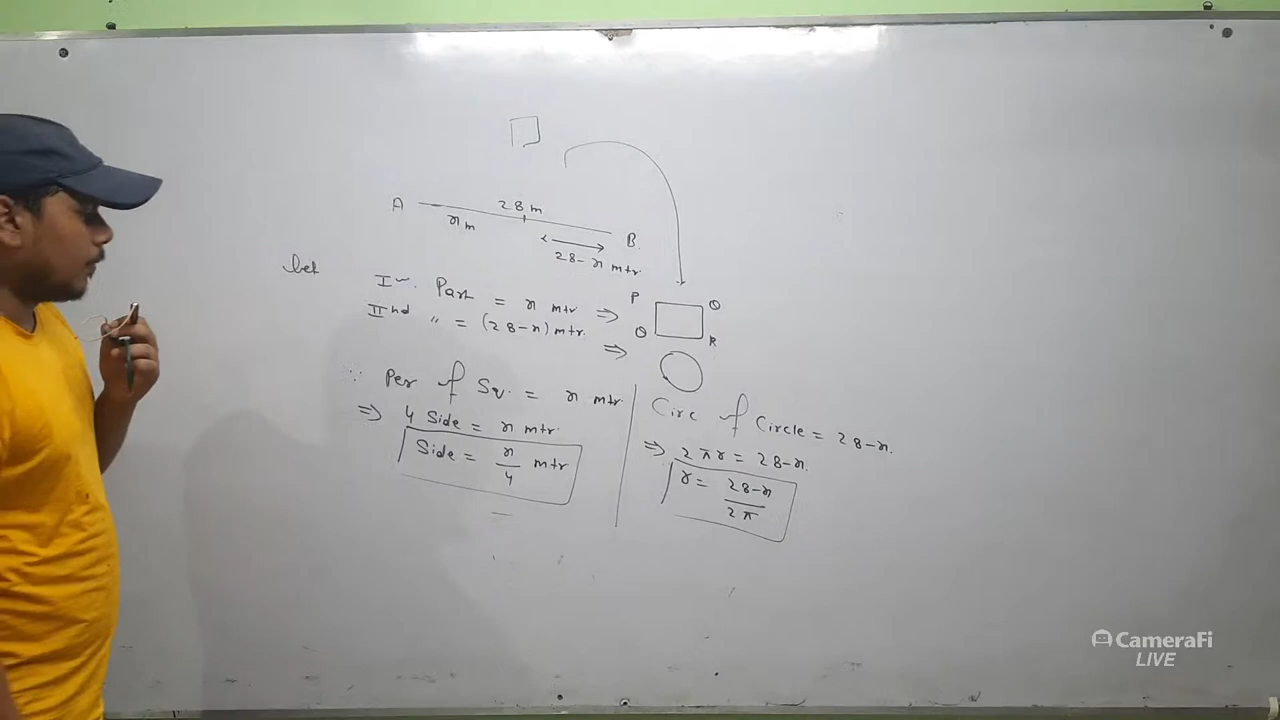 28 m
A
x m
B.
28-x mtr.
let
Ist. Part = x mtr ⇒
P
Q
IInd " = (28-x) mtr. ⇒
Q
R
∵ Per of Sq. = x mtr
⇒ 4 Side = x mtr.
Side = x/4 mtr
Circ of Circle = 28-x.
⇒ 2πr = 28-x.
r = 28-x/2π
CameraFi
LIVE